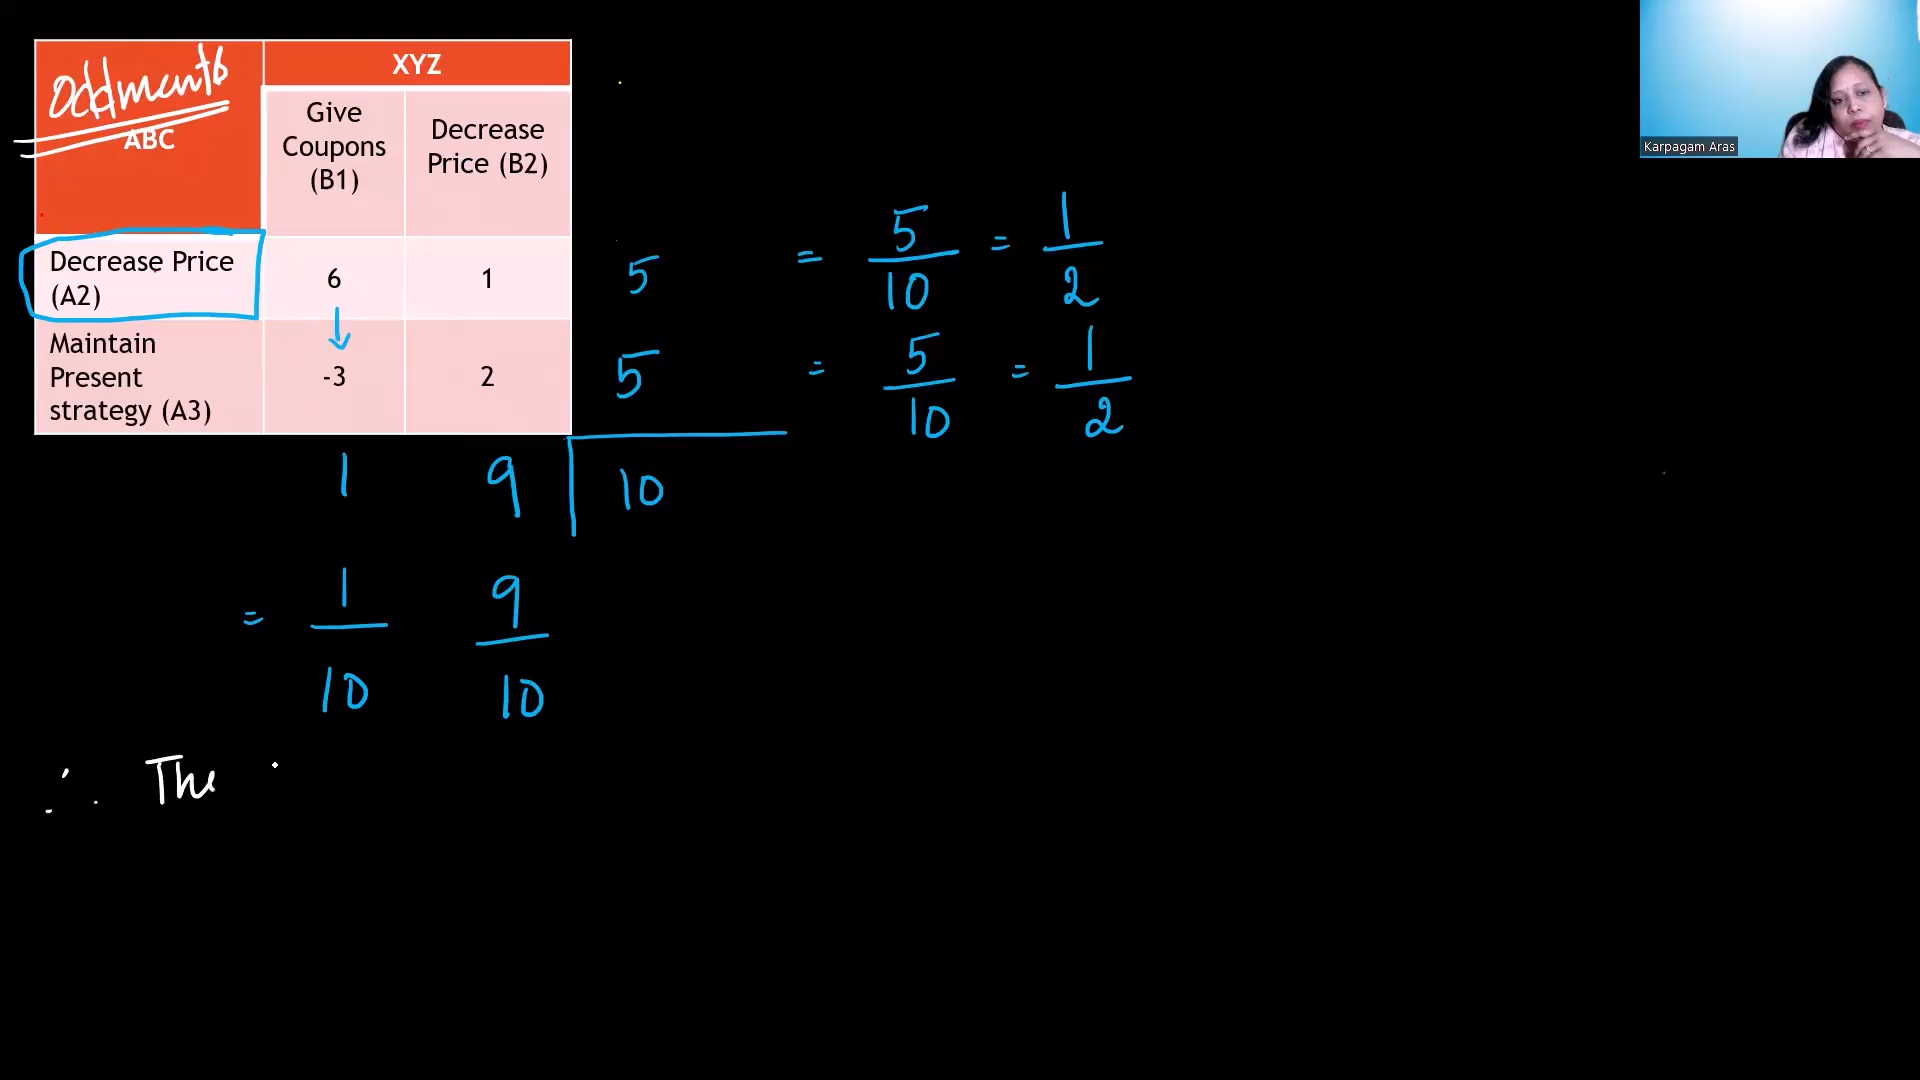 Oddments
ABC
XYZ
Give
Coupons
(B1)
Decrease
Price (B2)
Decrease Price
(A2)
6
1
5
= 5/10 = 1/2
Maintain
Present
strategy (A3)
-3
2
5
= 5/10 = 1/2
1 9 10
= 1/10 9/10
∴ The
Karpagam Aras